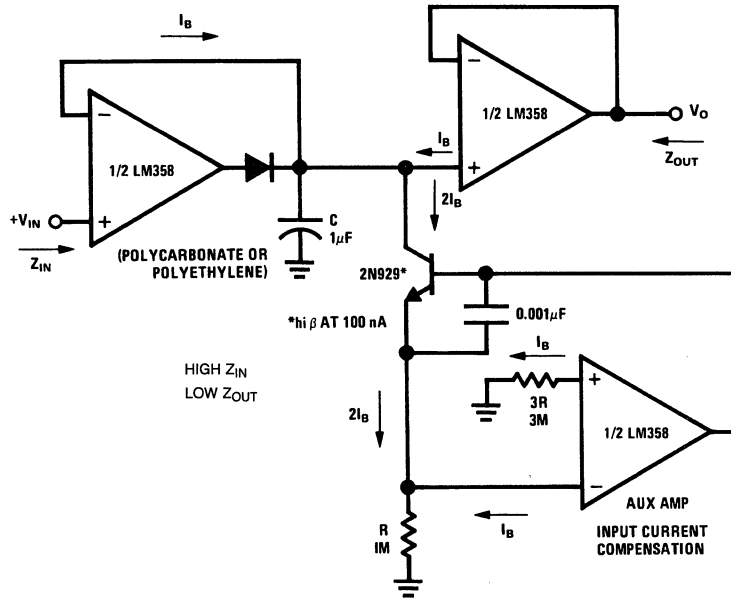 I_B
−
1/2 LM358
+V_IN
+
Z_IN
C
1µF
(POLYCARBONATE OR
POLYETHYLENE)
−
1/2 LM358
+
I_B
V_O
Z_OUT
2I_B
2N929*
*hi β AT 100 nA
0.001µF
HIGH Z_IN
LOW Z_OUT
I_B
+
3R
3M
1/2 LM358
−
2I_B
AUX AMP
INPUT CURRENT
COMPENSATION
I_B
R
1M